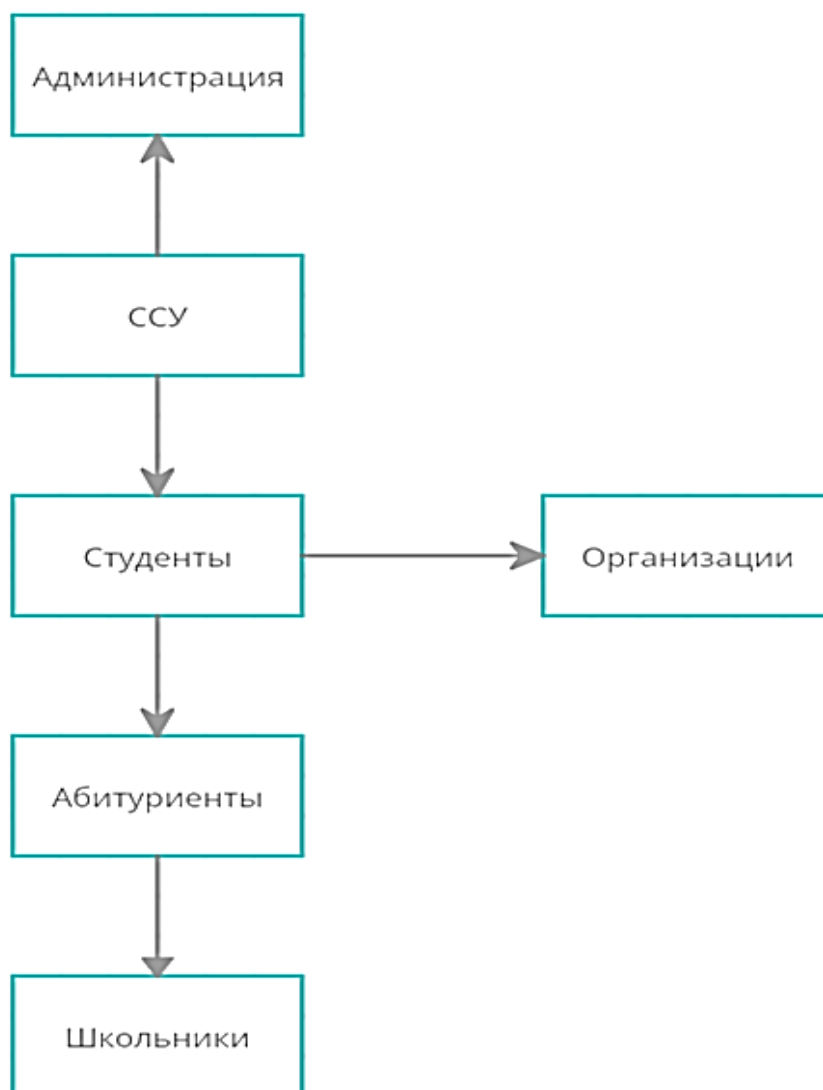 Администрация
ССУ
Студенты
Организации
Абитуриенты
Школьники